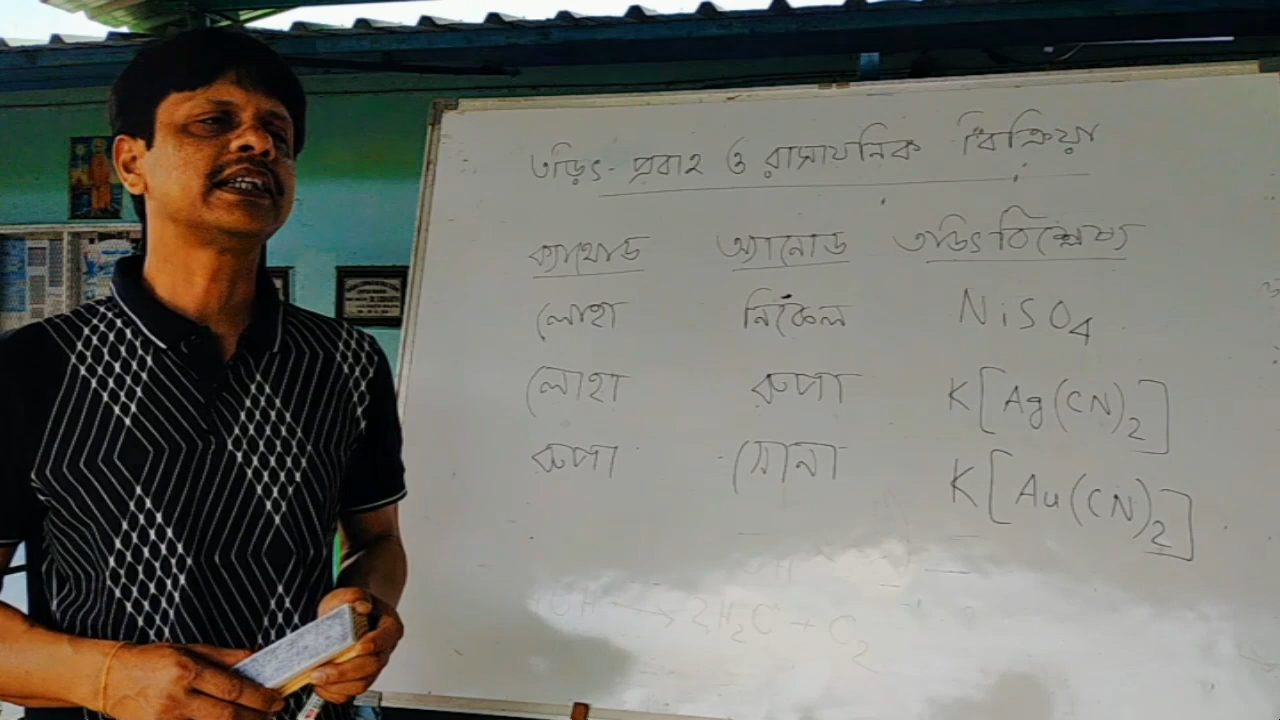 তড়িৎ-প্রবাহ ও রাসায়নিক বিক্রিয়া
ক্যাথোড অ্যানোড তড়িৎবিশ্লেষ্য
লোহা নিকেল NiSO4
লোহা রুপা K[Ag(CN)2]
রুপা সোনা K[Au(CN)2]